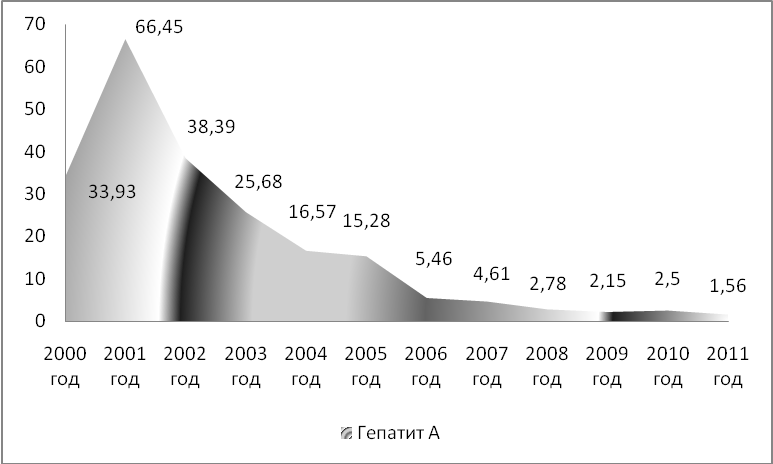 70
66,45
60
50
40
38,39
30
33,93
25,68
20
16,57
15,28
10
5,46
4,61
2,78
2,15
2,5
1,56
0
2000 год
2001 год
2002 год
2003 год
2004 год
2005 год
2006 год
2007 год
2008 год
2009 год
2010 год
2011 год
Гепатит А